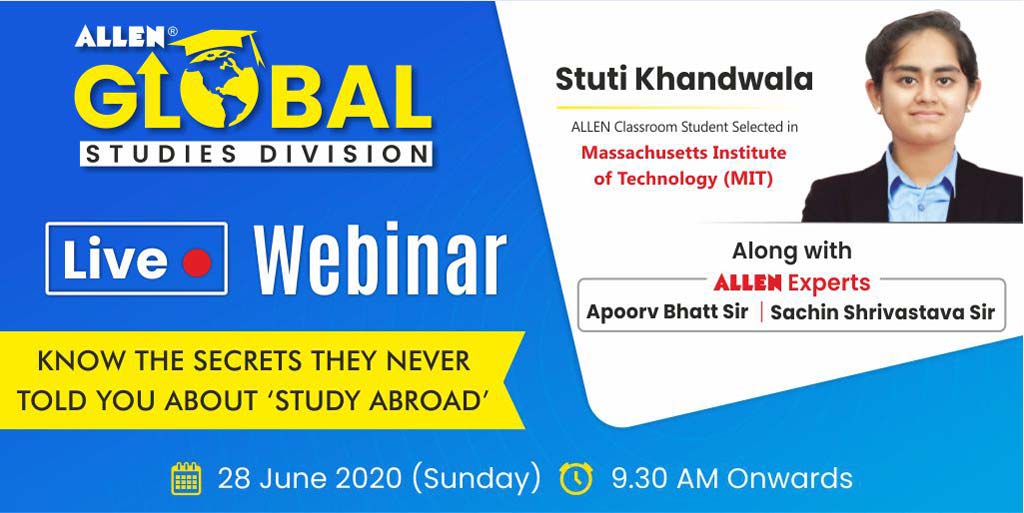 ALLEN®
GLOBAL
STUDIES DIVISION
Live
Webinar
KNOW THE SECRETS THEY NEVER
TOLD YOU ABOUT ‘STUDY ABROAD’
Stuti Khandwala
ALLEN Classroom Student Selected in
Massachusetts Institute
of Technology (MIT)
Along with
ALLEN Experts
Apoorv Bhatt Sir | Sachin Shrivastava Sir
28 June 2020 (Sunday) 9.30 AM Onwards